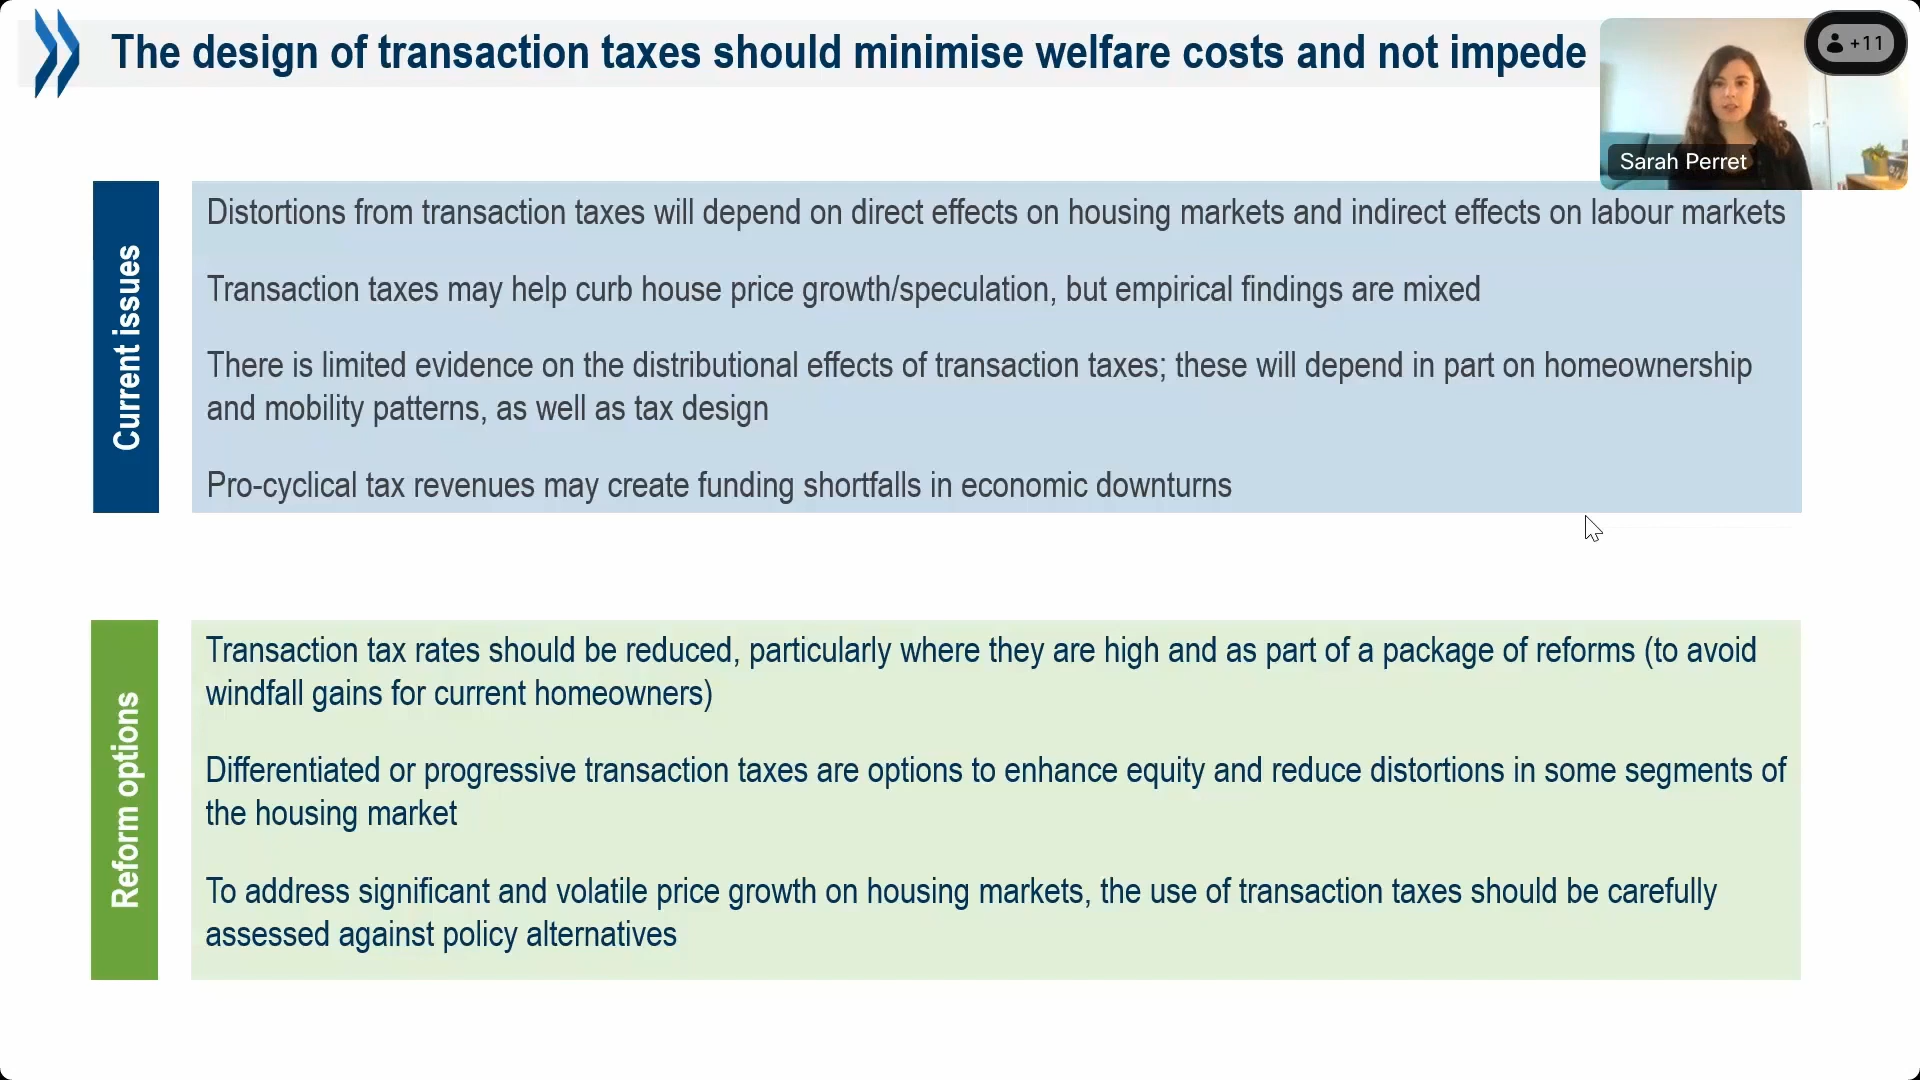 The design of transaction taxes should minimise welfare costs and not impede
+11
Sarah Perret
Current issues
Distortions from transaction taxes will depend on direct effects on housing markets and indirect effects on labour markets
Transaction taxes may help curb house price growth/speculation, but empirical findings are mixed
There is limited evidence on the distributional effects of transaction taxes; these will depend in part on homeownership
and mobility patterns, as well as tax design
Pro-cyclical tax revenues may create funding shortfalls in economic downturns
Reform options
Transaction tax rates should be reduced, particularly where they are high and as part of a package of reforms (to avoid
windfall gains for current homeowners)
Differentiated or progressive transaction taxes are options to enhance equity and reduce distortions in some segments of
the housing market
To address significant and volatile price growth on housing markets, the use of transaction taxes should be carefully
assessed against policy alternatives